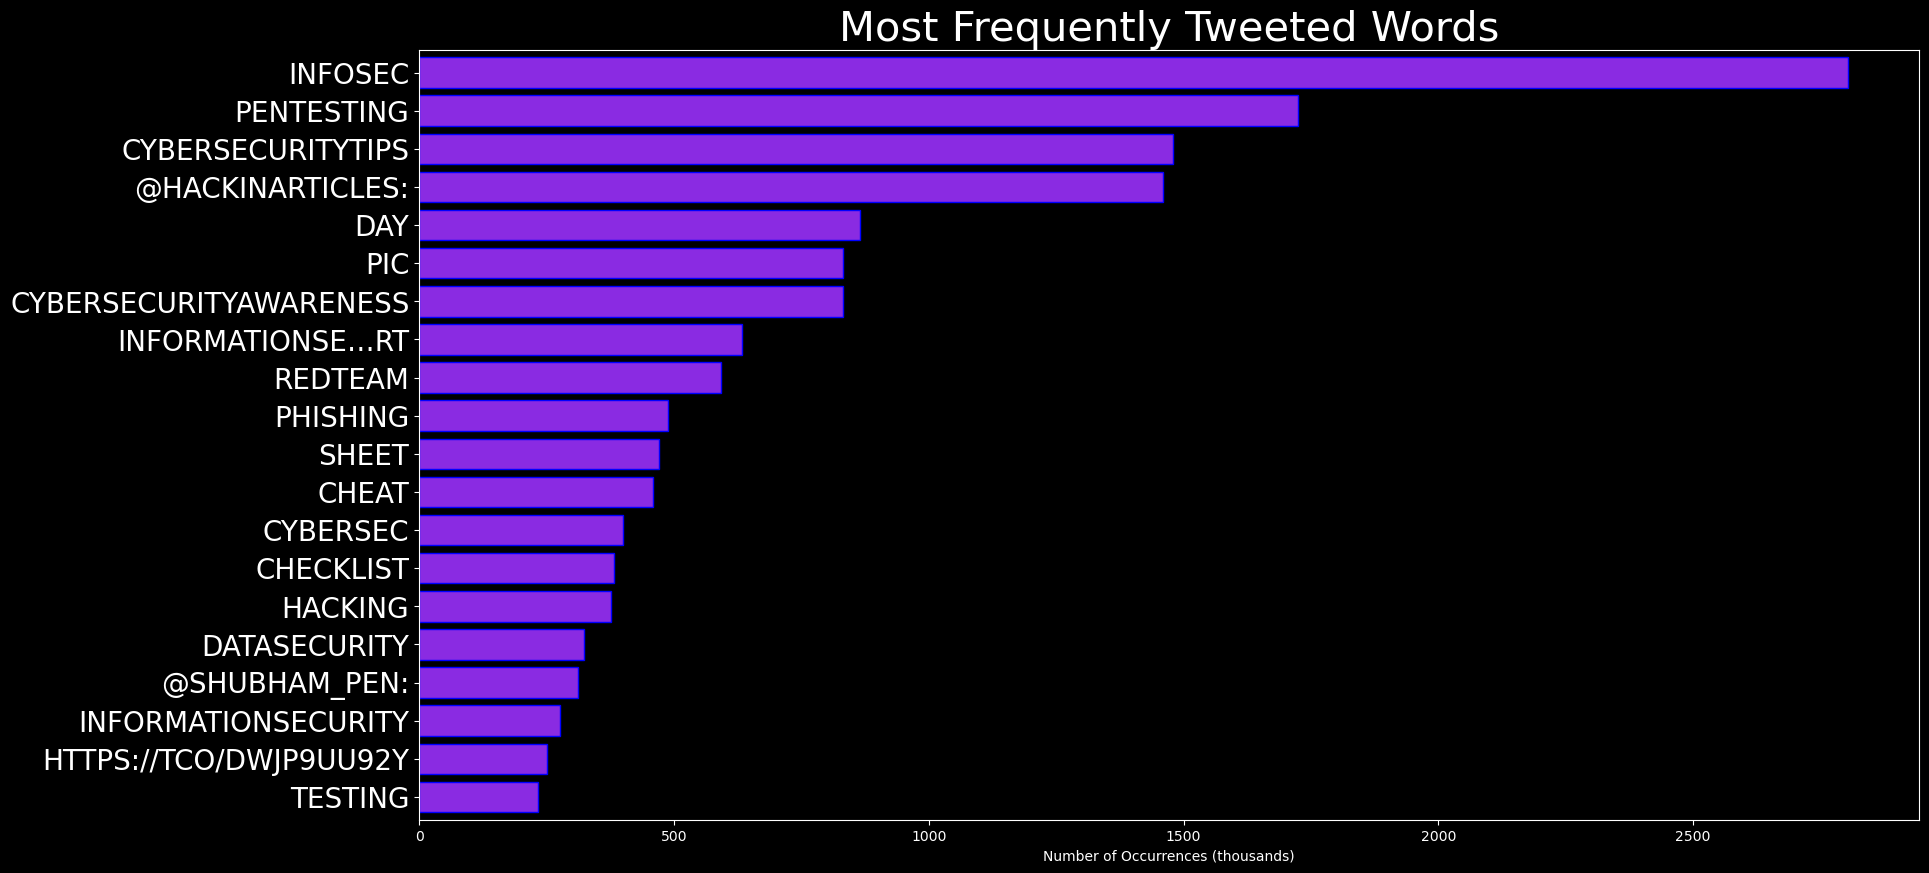 Most Frequently Tweeted Words
INFOSEC
PENTESTING
CYBERSECURITYTIPS
@HACKINARTICLES:
DAY
PIC
CYBERSECURITYAWARENESS
INFORMATIONSE…RT
REDTEAM
PHISHING
SHEET
CHEAT
CYBERSEC
CHECKLIST
HACKING
DATASECURITY
@SHUBHAM_PEN:
INFORMATIONSECURITY
HTTPS://TCO/DWJP9UU92Y
TESTING
0 500 1000 1500 2000 2500
Number of Occurrences (thousands)